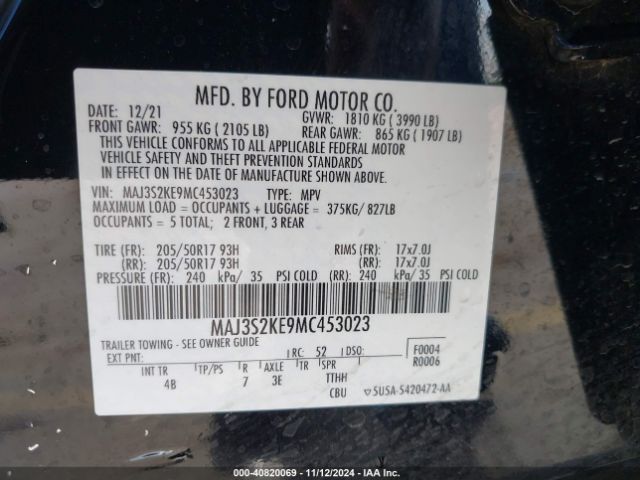 MFD. BY FORD MOTOR CO.
DATE: 12/21 GVWR: 1810 KG ( 3990 LB)
FRONT GAWR: 955 KG ( 2105 LB) REAR GAWR: 865 KG ( 1907 LB)
THIS VEHICLE CONFORMS TO ALL APPLICABLE FEDERAL MOTOR
VEHICLE SAFETY AND THEFT PREVENTION STANDARDS
IN EFFECT ON THE DATE OF MANUFACTURE SHOWN ABOVE.
VIN: MAJ3S2KE9MC453023 TYPE: MPV
MAXIMUM LOAD = OCCUPANTS + LUGGAGE = 375KG/ 827LB
OCCUPANTS = 5 TOTAL; 2 FRONT, 3 REAR
TIRE (FR): 205/50R17 93H RIMS (FR): 17x7.0J
(RR): 205/50R17 93H (RR): 17x7.0J
PRESSURE (FR): 240 kPa/ 35 PSI COLD (RR): 240 kPa/ 35 PSI COLD
MAJ3S2KE9MC453023
TRAILER TOWING - SEE OWNER GUIDE
EXT PNT: RC: 52 DSO: F0004
R0006
INT TR TP/PS R AXLE TR SPR
4B 7 3E TTHH
CBU SUSA-S420472-AA
000-40820069 - 11/12/2024 - IAA Inc.